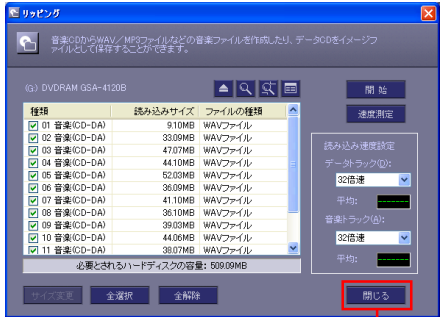 リッピング
音楽CDからWAV／MP3ファイルなどの音楽ファイルを作成したり、データCDをイメージフ
ァイルとして保存することができます。
(G:) DVDRAM GSA-4120B
開 始
種類 読み込みサイズ ファイルの種類
速度測定
01 音楽(CD-DA) 9.10MB WAVファイル
02 音楽(CD-DA) 33.09MB WAVファイル
03 音楽(CD-DA) 47.07MB WAVファイル
04 音楽(CD-DA) 44.10MB WAVファイル
05 音楽(CD-DA) 52.03MB WAVファイル
06 音楽(CD-DA) 36.09MB WAVファイル
07 音楽(CD-DA) 41.10MB WAVファイル
08 音楽(CD-DA) 36.10MB WAVファイル
09 音楽(CD-DA) 39.03MB WAVファイル
10 音楽(CD-DA) 44.06MB WAVファイル
11 音楽(CD-DA) 38.07MB WAVファイル
必要とされるハードディスクの容量: 509.09MB
読み込み速度設定
データトラック(D):
32倍速
平均:
音楽トラック(A):
32倍速
平均:
サイズ変更 全選択 全解除 閉じる